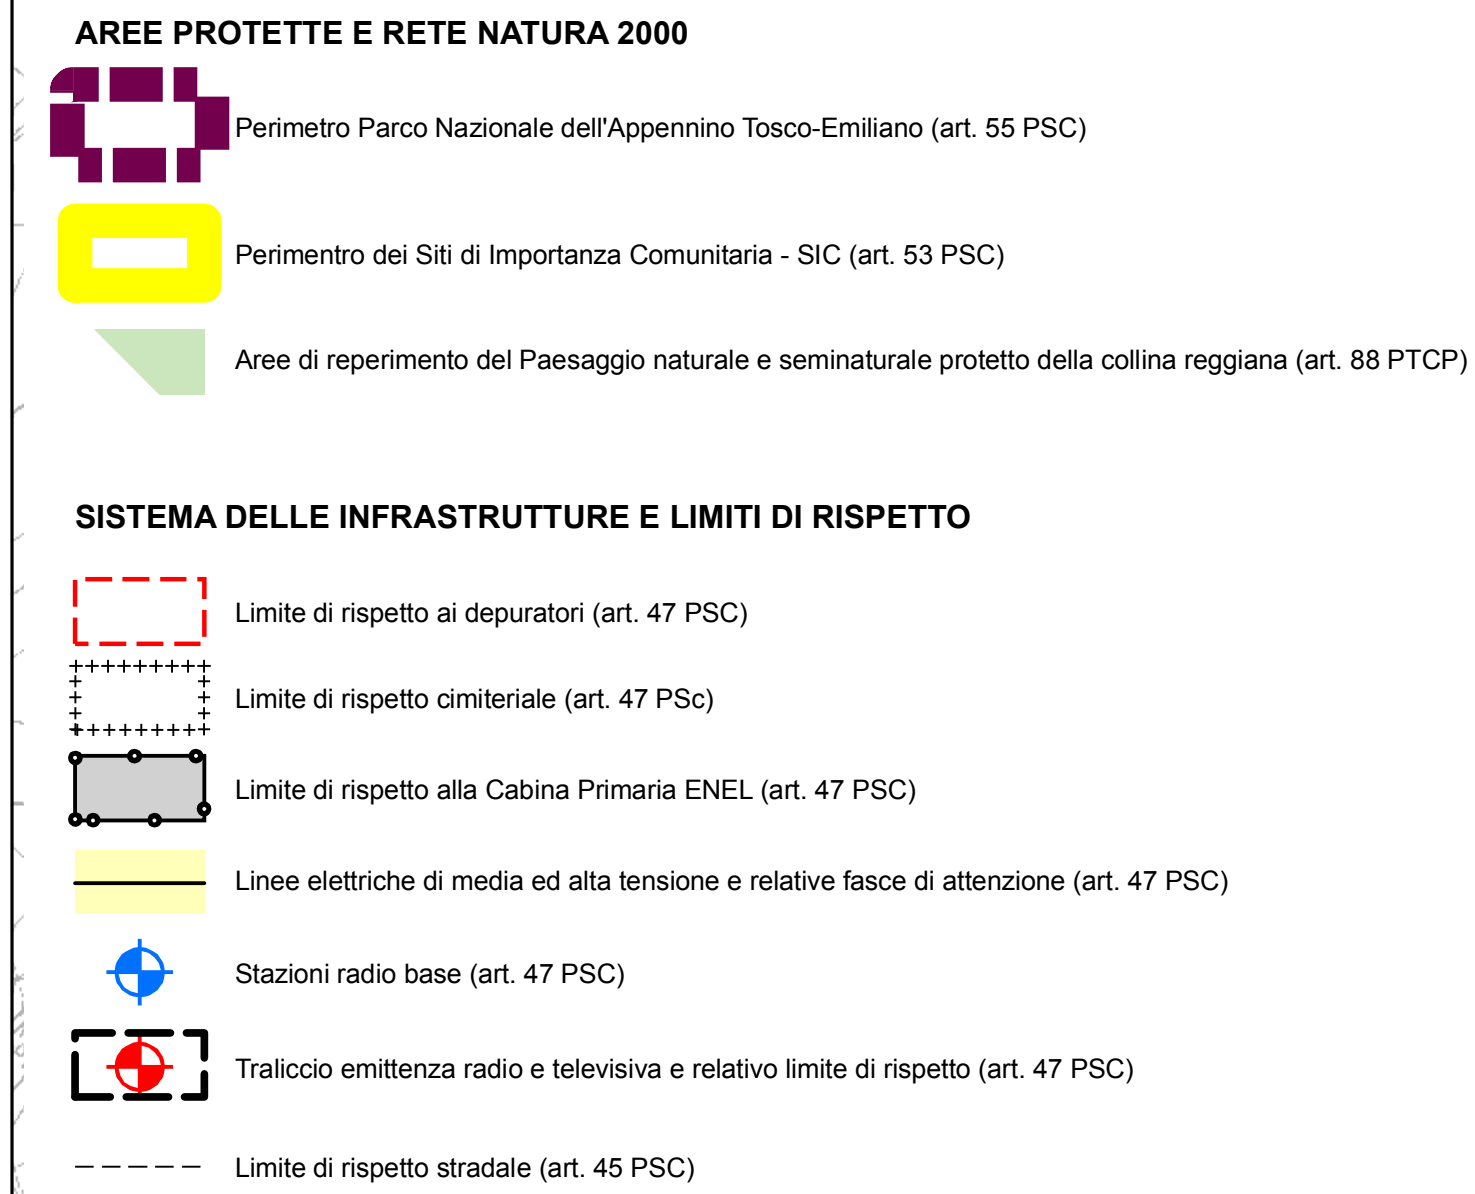 AREE PROTETTE E RETE NATURA 2000
Perimetro Parco Nazionale dell'Appennino Tosco-Emiliano (art. 55 PSC)
Perimentro dei Siti di Importanza Comunitaria - SIC (art. 53 PSC)
Aree di reperimento del Paesaggio naturale e seminaturale protetto della collina reggiana (art. 88 PTCP)
SISTEMA DELLE INFRASTRUTTURE E LIMITI DI RISPETTO
Limite di rispetto ai depuratori (art. 47 PSC)
Limite di rispetto cimiteriale (art. 47 PSc)
Limite di rispetto alla Cabina Primaria ENEL (art. 47 PSC)
Linee elettriche di media ed alta tensione e relative fasce di attenzione (art. 47 PSC)
Stazioni radio base (art. 47 PSC)
Traliccio emittenza radio e televisiva e relativo limite di rispetto (art. 47 PSC)
Limite di rispetto stradale (art. 45 PSC)